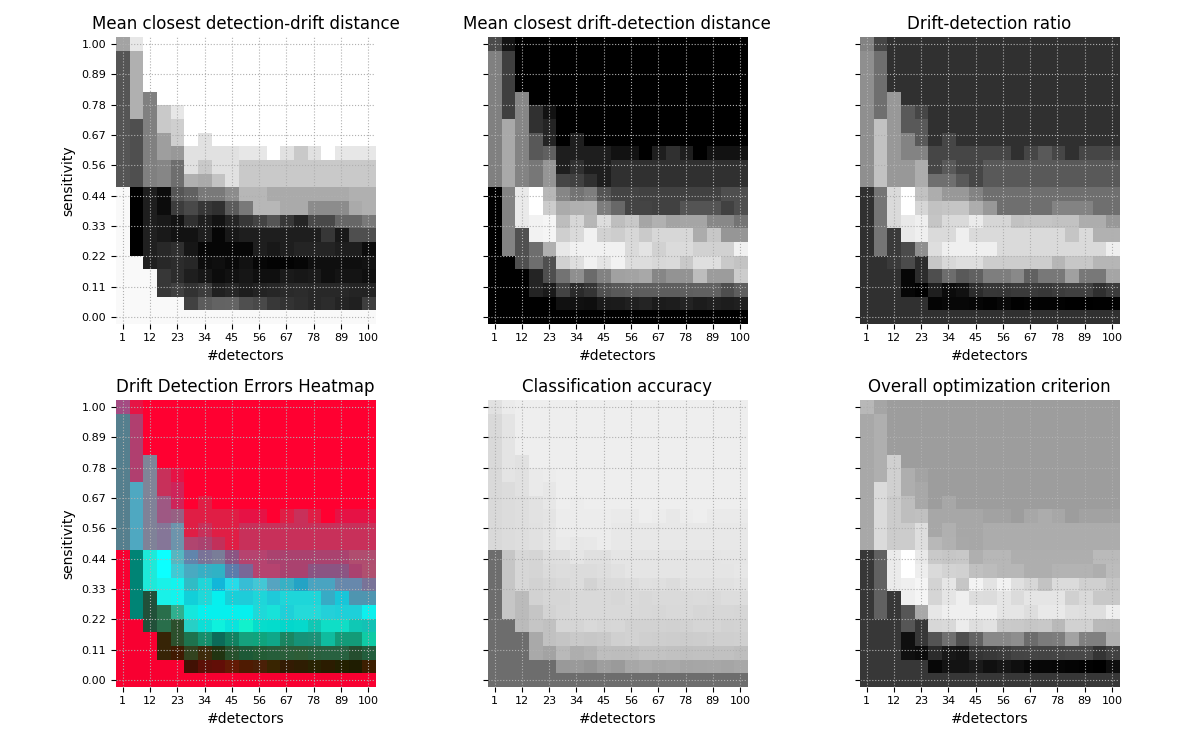 Mean closest detection-drift distance
Mean closest drift-detection distance
Drift-detection ratio
1.00
0.89
0.78
0.67
0.56
0.44
0.33
0.22
0.11
0.00
sensitivity
1 12 23 34 45 56 67 78 89 100
#detectors
1 12 23 34 45 56 67 78 89 100
#detectors
1 12 23 34 45 56 67 78 89 100
#detectors
Drift Detection Errors Heatmap
Classification accuracy
Overall optimization criterion
1.00
0.89
0.78
0.67
0.56
0.44
0.33
0.22
0.11
0.00
sensitivity
1 12 23 34 45 56 67 78 89 100
#detectors
1 12 23 34 45 56 67 78 89 100
#detectors
1 12 23 34 45 56 67 78 89 100
#detectors